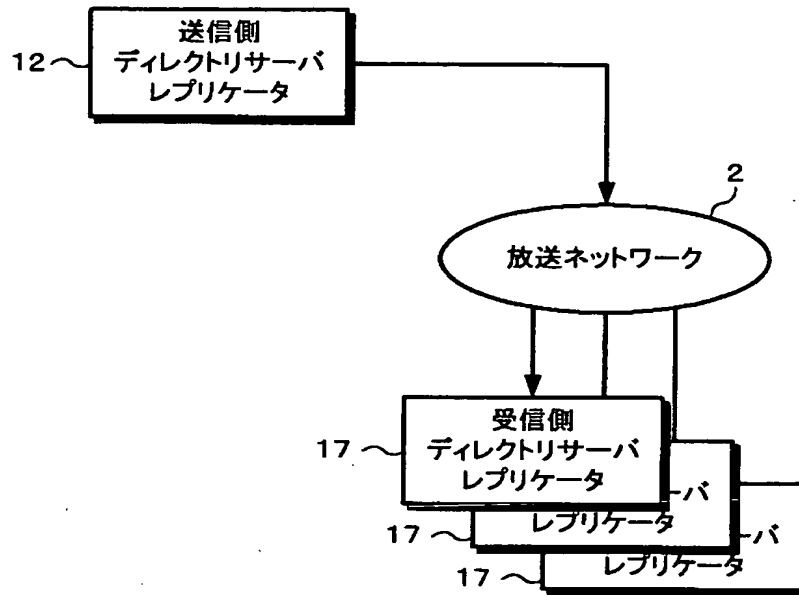 12
送信側
ディレクトリサーバ
レプリケータ
2
放送ネットワーク
17
受信側
ディレクトリサーバ
レプリケータ
ーバ
17
レプリケータ
ーバ
17
レプリケータ